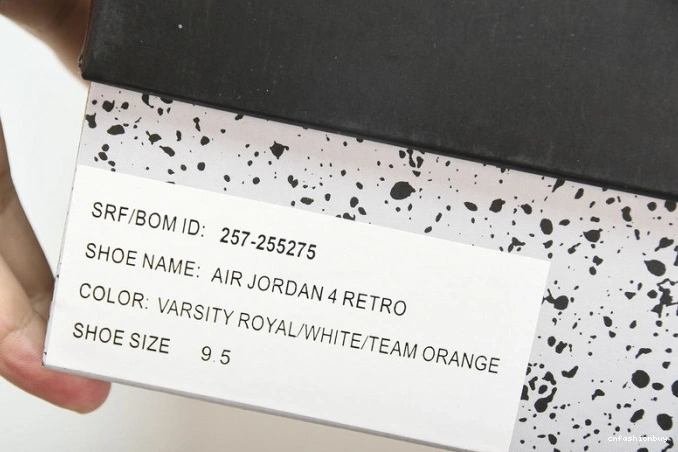 SRF/BOM ID: 257-255275
SHOE NAME: AIR JORDAN 4 RETRO
COLOR: VARSITY ROYAL/WHITE/TEAM ORANGE
SHOE SIZE 9.5
cnfashionbuy